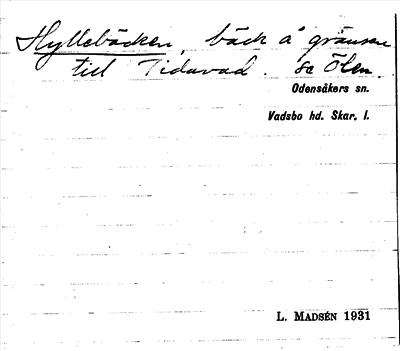 Hyllebäcken, bäck å gränsen
till Tidavad. se Ölen.
Odensåkers sn.
Vadsbo hd. Skar. l.
L. Madsén 1931